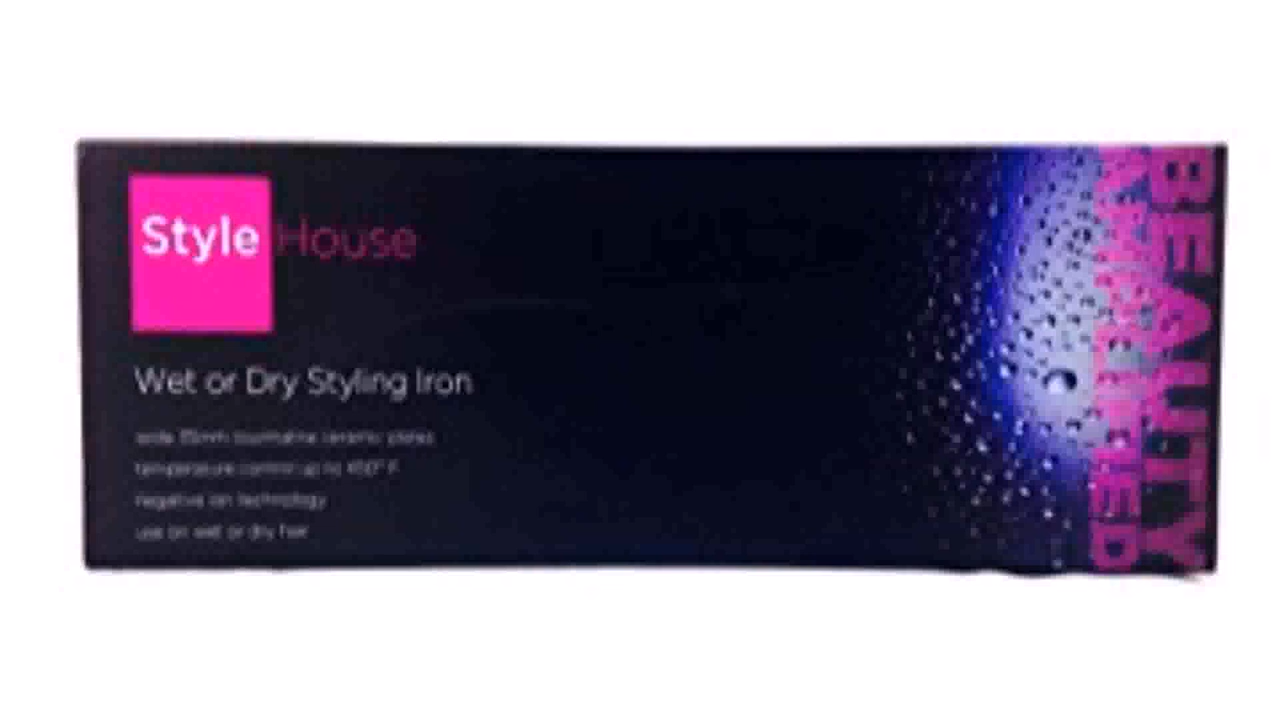 Style House
Wet or Dry Styling Iron
wide 35mm tourmaline ceramic plates
temperature control up to 450° F
negative ion technology
use on wet or dry hair
BEAUTY